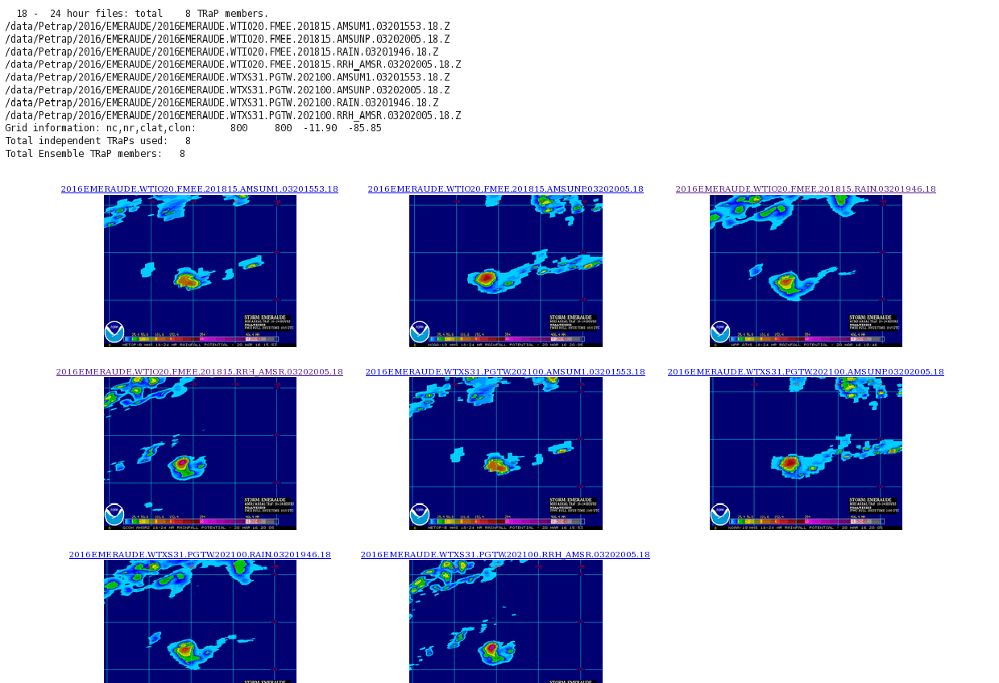 18 -  24 hour files: total    8 TRaP members.
/data/Petrap/2016/EMERAUDE/2016EMERAUDE.WTIO20.FMEE.201815.AMSUM1.03201553.18.Z
/data/Petrap/2016/EMERAUDE/2016EMERAUDE.WTIO20.FMEE.201815.AMSUNP.03202005.18.Z
/data/Petrap/2016/EMERAUDE/2016EMERAUDE.WTIO20.FMEE.201815.RAIN.03201946.18.Z
/data/Petrap/2016/EMERAUDE/2016EMERAUDE.WTIO20.FMEE.201815.RRH_AMSR.03202005.18.Z
/data/Petrap/2016/EMERAUDE/2016EMERAUDE.WTXS31.PGTW.202100.AMSUM1.03201553.18.Z
/data/Petrap/2016/EMERAUDE/2016EMERAUDE.WTXS31.PGTW.202100.AMSUNP.03202005.18.Z
/data/Petrap/2016/EMERAUDE/2016EMERAUDE.WTXS31.PGTW.202100.RAIN.03201946.18.Z
/data/Petrap/2016/EMERAUDE/2016EMERAUDE.WTXS31.PGTW.202100.RRH_AMSR.03202005.18.Z
Grid information: nc,nr,clat,clon:      800     800  -11.90  -85.85
Total independent TRaPs used:   8
Total Ensemble TRaP members:   8
2016EMERAUDE.WTIO20.FMEE.201815.AMSUM1.03201553.18
2016EMERAUDE.WTIO20.FMEE.201815.AMSUNP.03202005.18
2016EMERAUDE.WTIO20.FMEE.201815.RAIN.03201946.18
STORM: EMERAUDE
STORM: EMERAUDE
STORM: EMERAUDE
METOP-B MHS 18-24 HR RAINFALL POTENTIAL - 20 MAR 16 15:53
NOAA-19 MHS 18-24 HR RAINFALL POTENTIAL - 20 MAR 16 20:05
NPP ATMS 18-24 HR RAINFALL POTENTIAL - 20 MAR 16 19:46
2016EMERAUDE.WTIO20.FMEE.201815.RRH_AMSR.03202005.18
2016EMERAUDE.WTXS31.PGTW.202100.AMSUM1.03201553.18
2016EMERAUDE.WTXS31.PGTW.202100.AMSUNP.03202005.18
STORM: EMERAUDE
STORM: EMERAUDE
STORM: EMERAUDE
GCOM AMSR2 18-24 HR RAINFALL POTENTIAL - 20 MAR 16 20:05
METOP-B MHS 18-24 HR RAINFALL POTENTIAL - 20 MAR 16 15:53
NOAA-19 MHS 18-24 HR RAINFALL POTENTIAL - 20 MAR 16 20:05
2016EMERAUDE.WTXS31.PGTW.202100.RAIN.03201946.18
2016EMERAUDE.WTXS31.PGTW.202100.RRH_AMSR.03202005.18